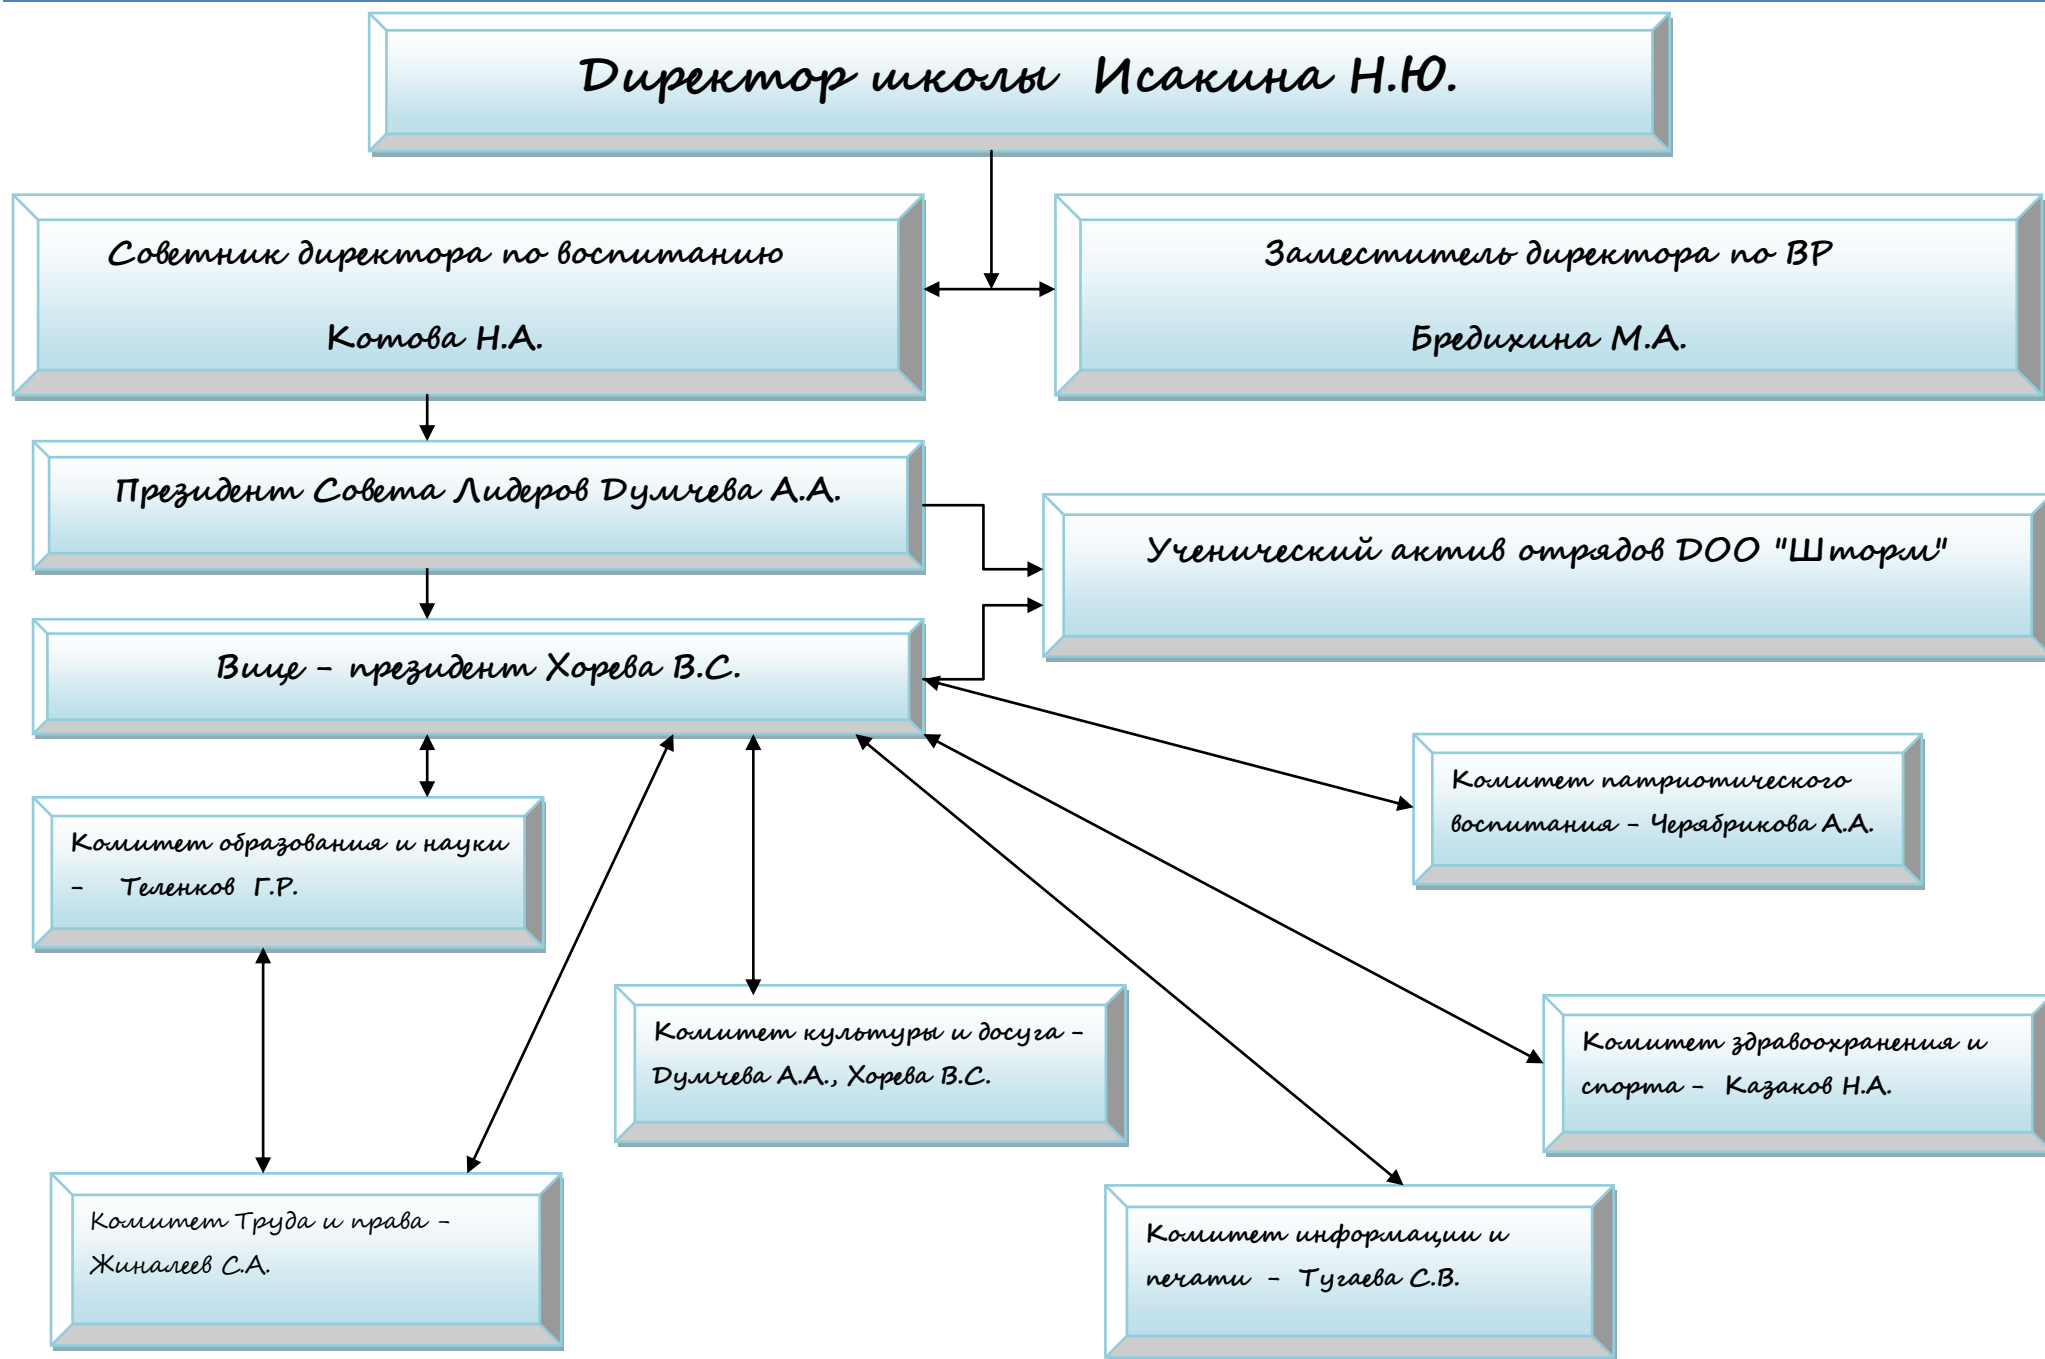 Директор школы Исакина Н.Ю.
Советник директора по воспитанию
Котова Н.А.
Заместитель директора по ВР
Бредихина М.А.
Президент Совета Лидеров Думчева А.А.
Ученический актив отрядов ДОО "Шторм"
Вице - президент Хорева В.С.
Комитет патриотического
воспитания - Черябрикова А.А.
Комитет образования и науки
- Теленков Г.Р.
Комитет культуры и досуга -
Думчева А.А., Хорева В.С.
Комитет здравоохранения и
спорта - Казаков Н.А.
Комитет Труда и права -
Жиналеев С.А.
Комитет информации и
печати - Тугаева С.В.